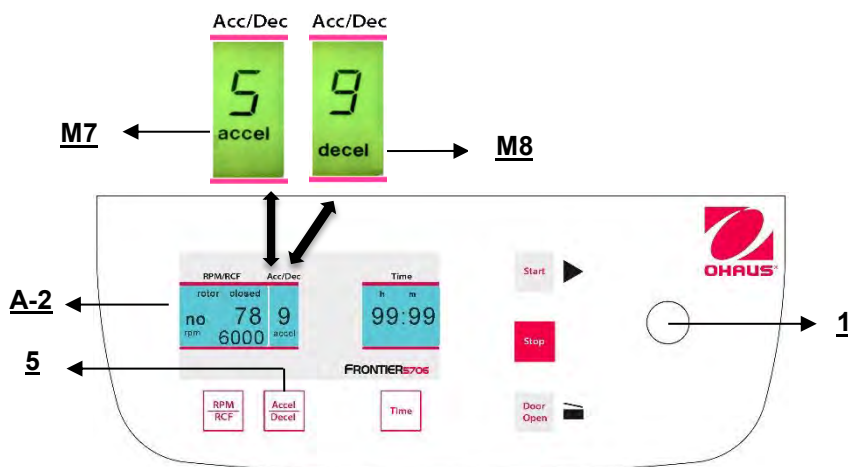 Acc/Dec Acc/Dec
5 9
accel decel
M7
M8
OHAUS
RPM/RCF Acc/Dec Time
rotor closed
no 78 9
rpm 6000 accel
h m
99:99
A-2
5
1
FRONTIER5706
RPM
RCF
Accel
Decel
Time
Start
Stop
Door
Open